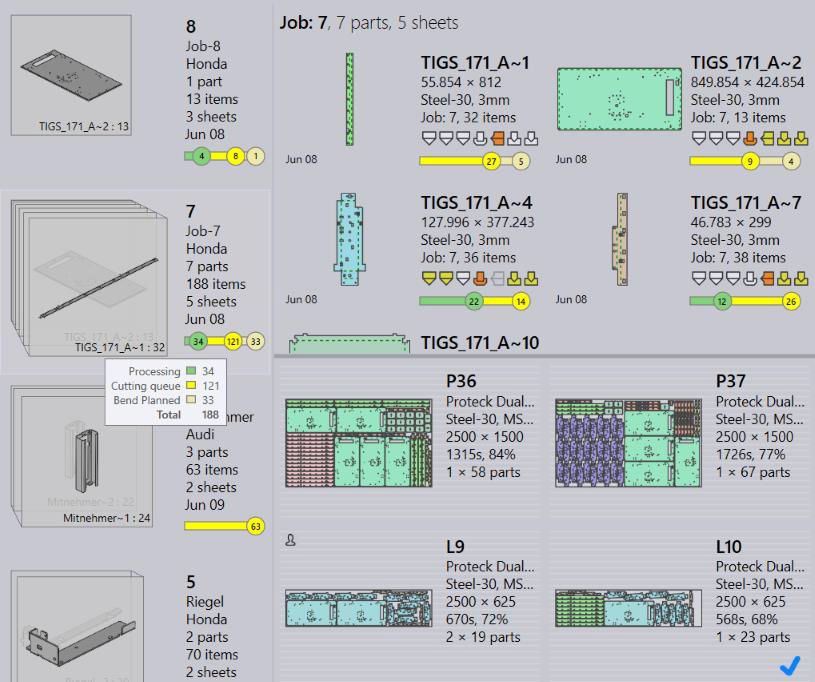 8
Job-8
Honda
1 part
13 items
3 sheets
Jun 08
4 8 1
TIGS_171_A~2 : 13
7
Job-7
Honda
7 parts
188 items
5 sheets
Jun 08
34 121 33
TIGS_171_A~2 : 13
TIGS_171_A~1 : 32
Processing 34
Cutting queue 121
Bend Planned 33
Total 188
mer
Audi
3 parts
63 items
2 sheets
Jun 09
63
Mitnehmer~2 : 22
Mitnehmer~1 : 24
5
Riegel
Honda
2 parts
70 items
2 sheets
Job: 7, 7 parts, 5 sheets
TIGS_171_A~1
55.854 × 812
Steel-30, 3mm
Job: 7, 32 items
Jun 08
27 5
TIGS_171_A~2
849.854 × 424.854
Steel-30, 3mm
Job: 7, 13 items
Jun 08
9 4
TIGS_171_A~4
127.996 × 377.243
Steel-30, 3mm
Job: 7, 36 items
Jun 08
22 14
TIGS_171_A~7
46.783 × 299
Steel-30, 3mm
Job: 7, 38 items
Jun 08
12 26
TIGS_171_A~10
P36
Proteck Dual...
Steel-30, MS...
2500 × 1500
1315s, 84%
1 × 58 parts
P37
Proteck Dual...
Steel-30, MS...
2500 × 1500
1726s, 77%
1 × 67 parts
L9
Proteck Dual...
Steel-30, MS...
2500 × 625
670s, 72%
2 × 19 parts
L10
Proteck Dual...
Steel-30, MS...
2500 × 625
568s, 68%
1 × 23 parts